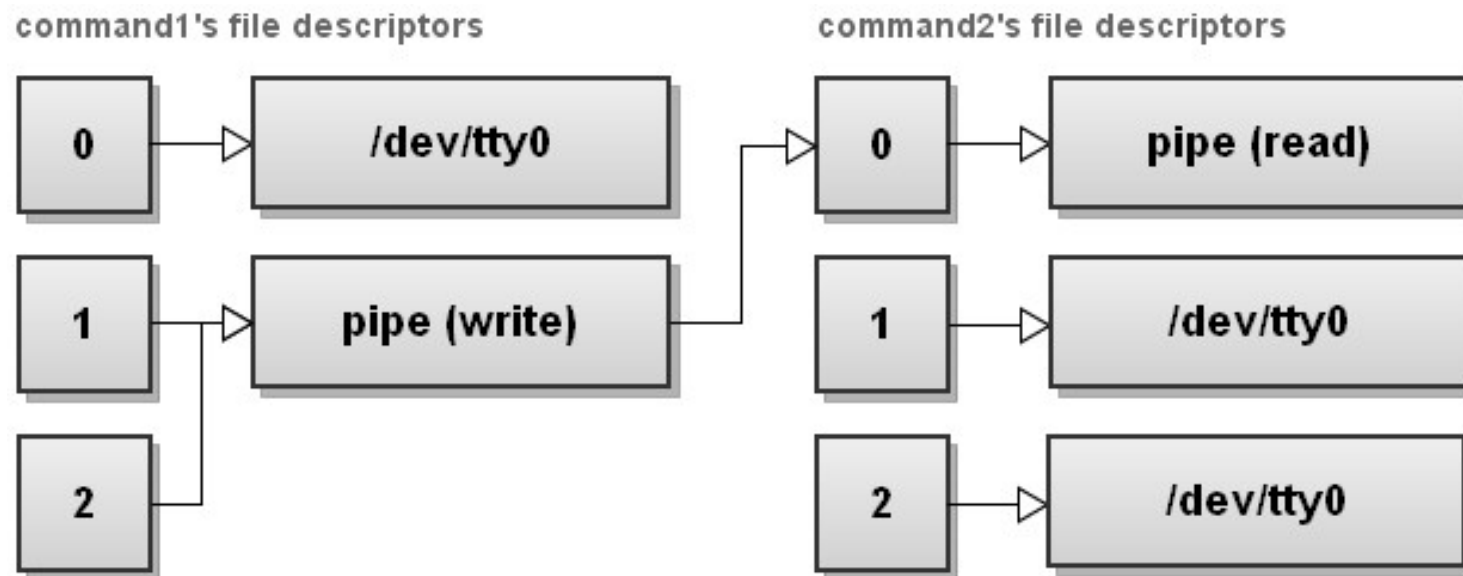 command1's file descriptors
0
/dev/tty0
1
pipe (write)
2
command2's file descriptors
0
pipe (read)
1
/dev/tty0
2
/dev/tty0